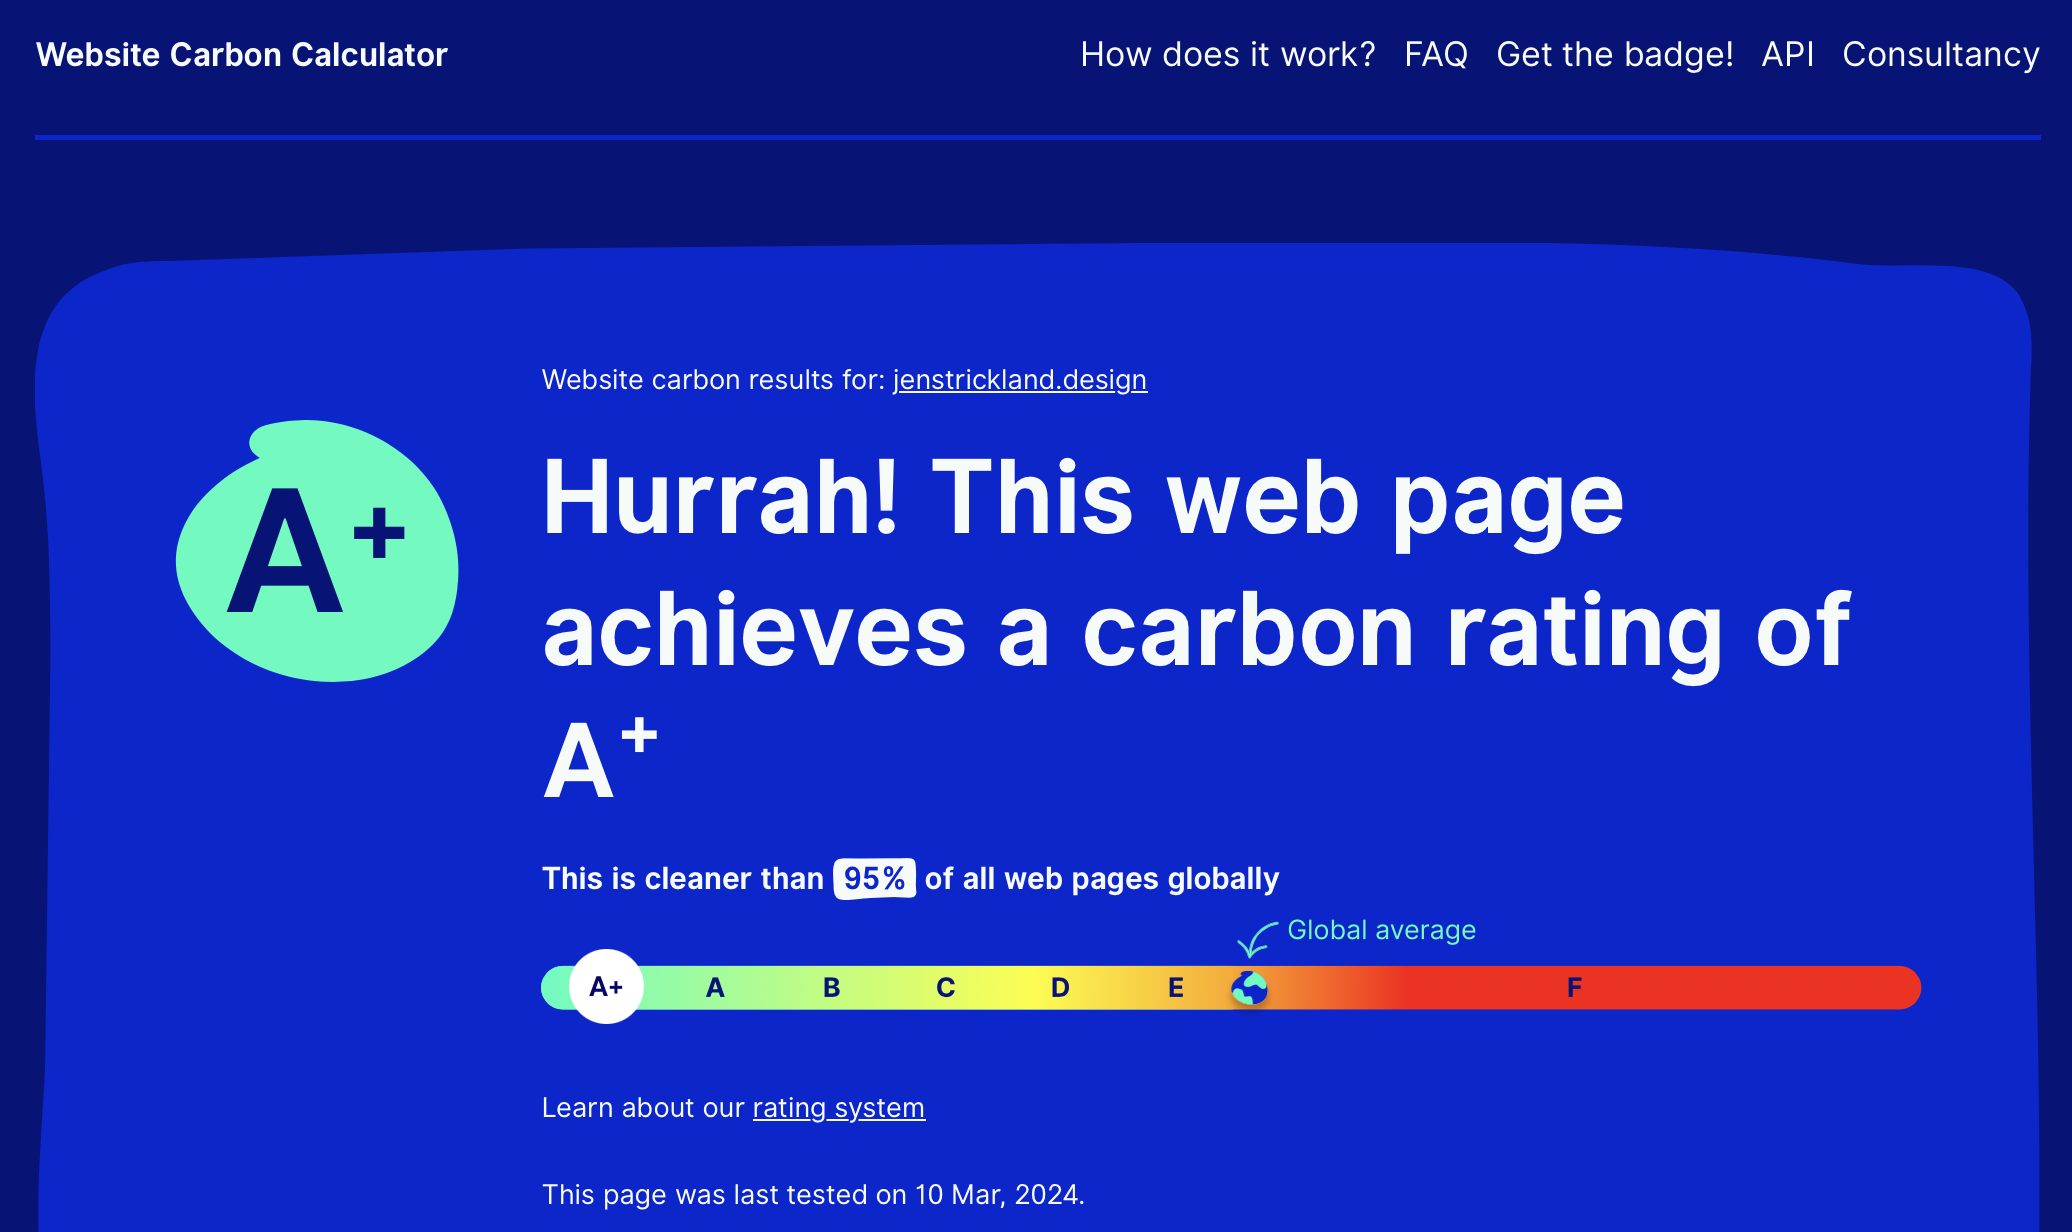 Website Carbon Calculator
How does it work? FAQ Get the badge! API Consultancy
Website carbon results for: jenstrickland.design
A+
Hurrah! This web page
achieves a carbon rating of
A+
This is cleaner than 95% of all web pages globally
Global average
A+ A B C D E F
Learn about our rating system
This page was last tested on 10 Mar, 2024.